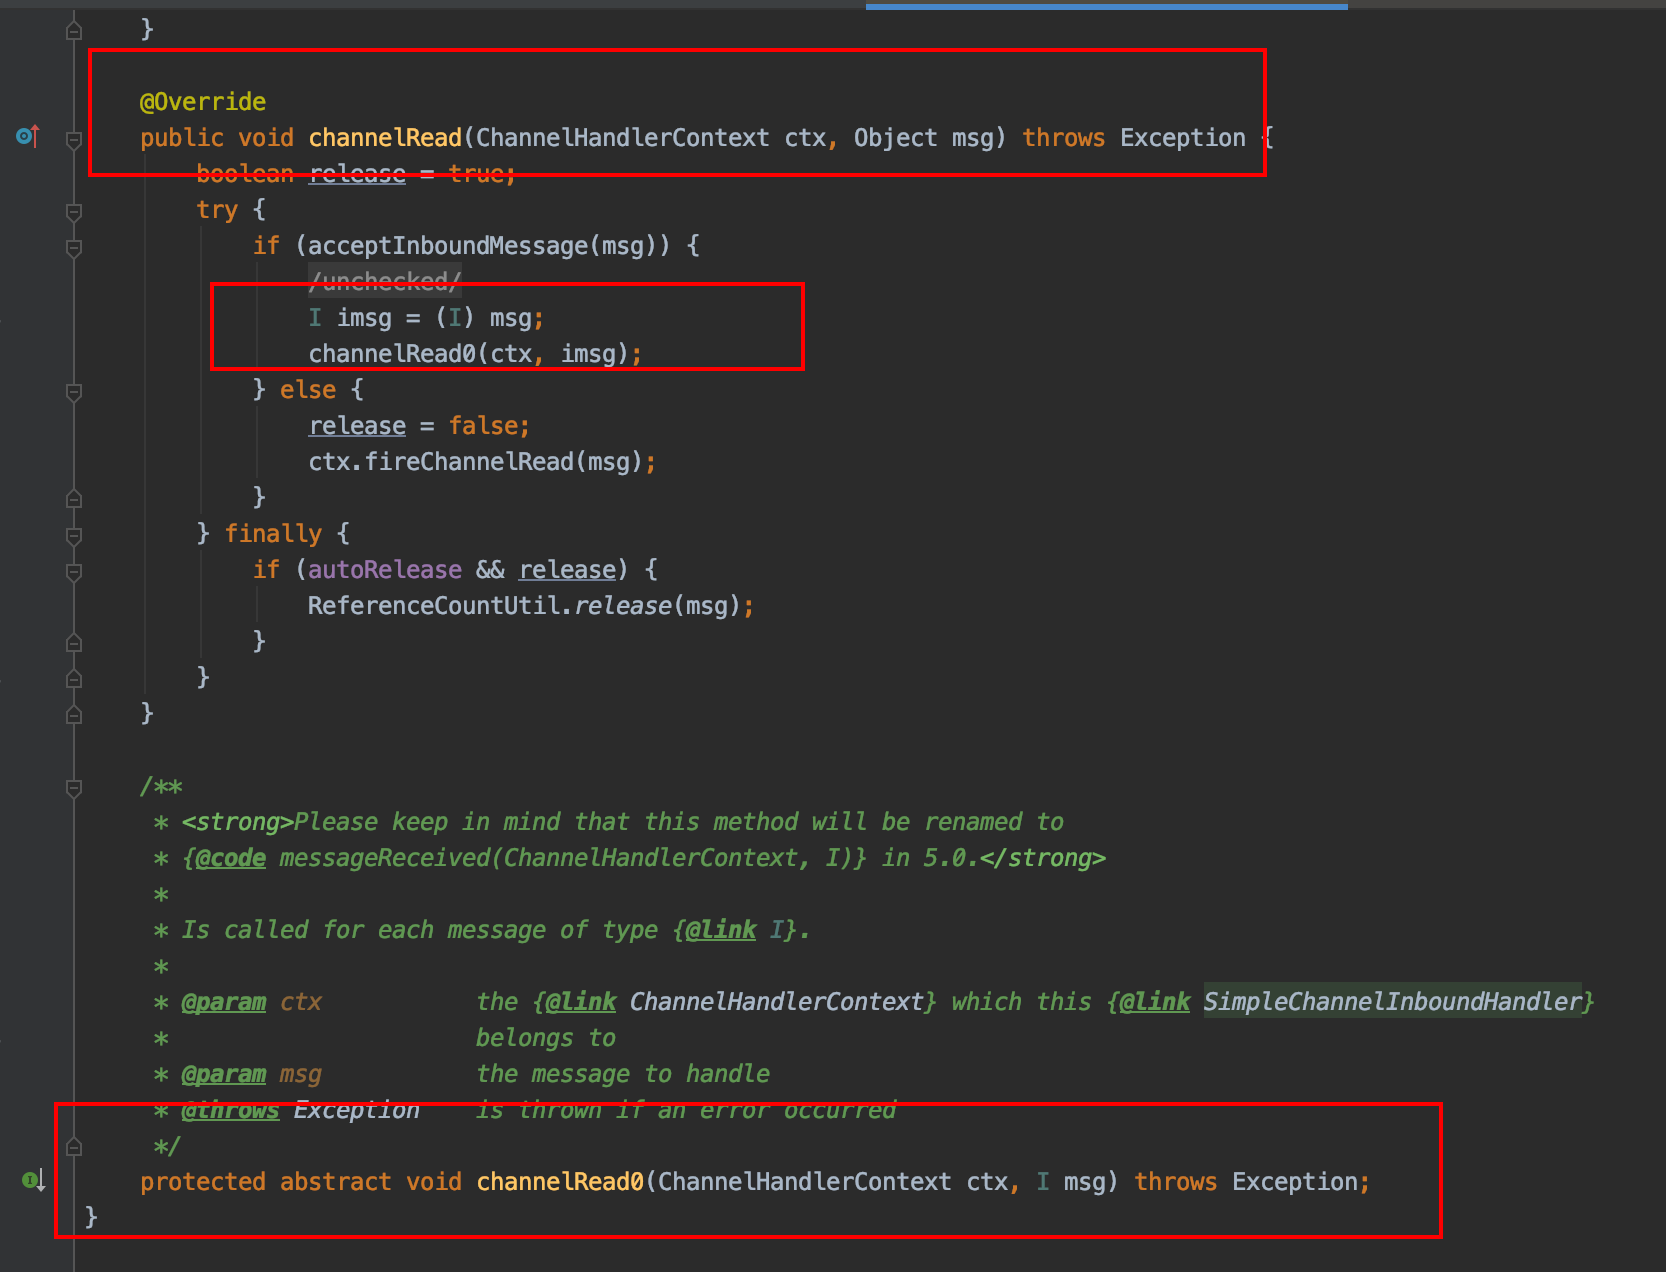 }
@Override
public void channelRead(ChannelHandlerContext ctx, Object msg) throws Exception {
boolean release = true;
try {
if (acceptInboundMessage(msg)) {
/unchecked/
I imsg = (I) msg;
channelRead0(ctx, imsg);
} else {
release = false;
ctx.fireChannelRead(msg);
}
} finally {
if (autoRelease && release) {
ReferenceCountUtil.release(msg);
}
}
}
/**
* <strong>Please keep in mind that this method will be renamed to
* {@code messageReceived(ChannelHandlerContext, I)} in 5.0.</strong>
*
* Is called for each message of type {@link I}.
*
* @param ctx the {@link ChannelHandlerContext} which this {@link SimpleChannelInboundHandler}
* belongs to
* @param msg the message to handle
* @throws Exception is thrown if an error occurred
*/
protected abstract void channelRead0(ChannelHandlerContext ctx, I msg) throws Exception;
}